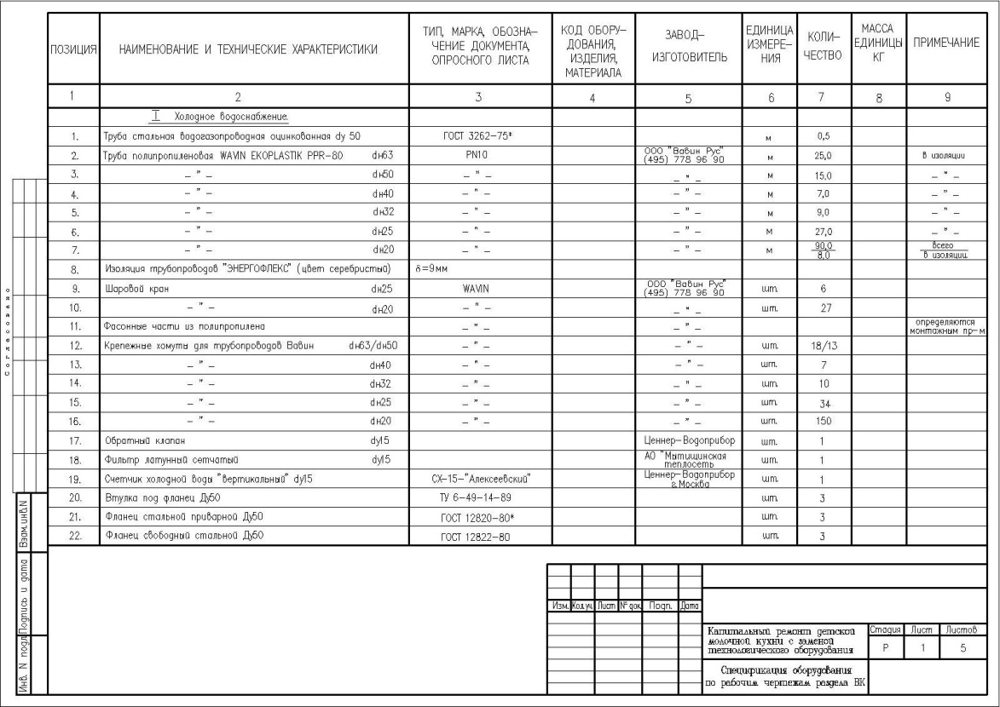 ПОЗИЦИЯ НАИМЕНОВАНИЕ И ТЕХНИЧЕСКИЕ ХАРАКТЕРИСТИКИ ТИП, МАРКА, ОБОЗНА– ЧЕНИЕ ДОКУМЕНТА, ОПРОСНОГО ЛИСТА КОД ОБОРУ– ДОВАНИЯ, ИЗДЕЛИЯ, МАТЕРИАЛА ЗАВОД– ИЗГОТОВИТЕЛЬ ЕДИНИЦА ИЗМЕРЕ– НИЯ КОЛИ– ЧЕСТВО МАССА ЕДИНИЦЫ КГ ПРИМЕЧАНИЕ
1 2 3 4 5 6 7 8 9
I Холодное водоснабжение.
1. Труба стальная водогазопроводная оцинкованная dу 50 ГОСТ 3262–75* м 0,5
2. Труба полипропиленовая WAVIN EKOPLASTIK PPR–80 dн63 PN10 ООО "Вавин Рус" (495) 778 96 90 м 25,0 в изоляции
3. – " – dн50 – " – – " – м 15,0 – " –
4. – " – dн40 – " – – " – м 7,0 – " –
5. – " – dн32 – " – – " – м 9,0 – " –
6. – " – dн25 – " – – " – м 27,0 – " –
7. – " – dн20 – " – – " – м 90,0 8,0 всего в изоляции.
8. Изоляция трубопроводов "ЭНЕРГОФЛЕКС" (цвет серебристый) δ=9мм
9. Шаровой кран dн25 WAVIN ООО "Вавин Рус" (495) 778 96 90 шт. 6
10. – " – dн20 – " – " шт. 27
11. Фасонные части из полипропилена – " – – " – определяются монтажным пр–м
12. Крепежные хомуты для трубопроводов Вавин dн63/dн50 – " – – " – шт. 18/13
13. – " – dн40 – " – – " – шт. 7
14. – " – dн32 – " – – " – шт. 10
15. – " – dн25 – " – – " – шт. 34
16. – " – dн20 – " – – " – шт. 150
17. Обратный клапан dу15 Ценнер–Водоприбор шт. 1
18. Фильтр латунный сетчатый dу15 АО "Мытищинская теплосеть шт. 1
19. Счетчик холодной воды "вертикальный" dу15 СХ–15–"Алексеевский" Ценнер–Водоприбор г.Москва шт. 1
20. Втулка под фланец Ду50 ТУ 6–49–14–89 шт. 3
21. Фланец стальной приварной Ду50 ГОСТ 12820–80* шт. 3
22. Фланец свободный стальной Ду50 ГОСТ 12822–80 шт. 3
Согласовано
Взам.инв.N
Подпись и дата
Инв. N подл.
Изм. Кол.уч. Лист № док. Подп. Дата
Капитальный ремонт детской
молочной кухни с заменой
технологического оборудования
Стадия Лист Листов
Р 1 5
Спецификация оборудования
по рабочим чертежам раздела ВК